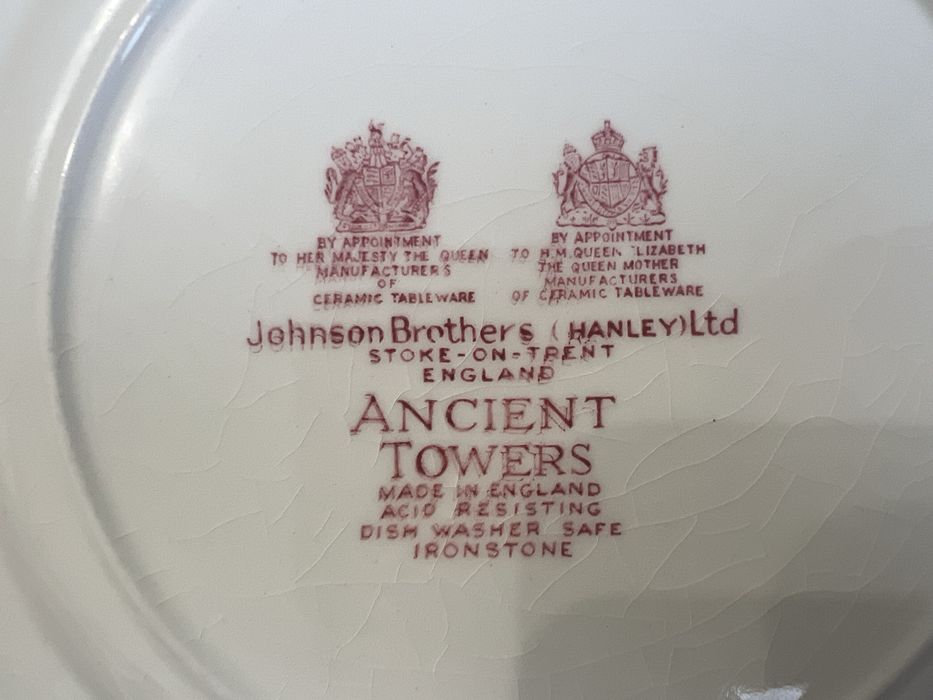 BY APPOINTMENT
TO HER MAJESTY THE QUEEN
MANUFACTURERS
OF
CERAMIC TABLEWARE
BY APPOINTMENT
TO H.M. QUEEN ELIZABETH
THE QUEEN MOTHER
MANUFACTURERS
OF CERAMIC TABLEWARE
Johnson Brothers (HANLEY) Ltd
STOKE-ON-TRENT
ENGLAND
ANCIENT
TOWERS
MADE IN ENGLAND
ACID RESISTING
DISH WASHER SAFE
IRONSTONE